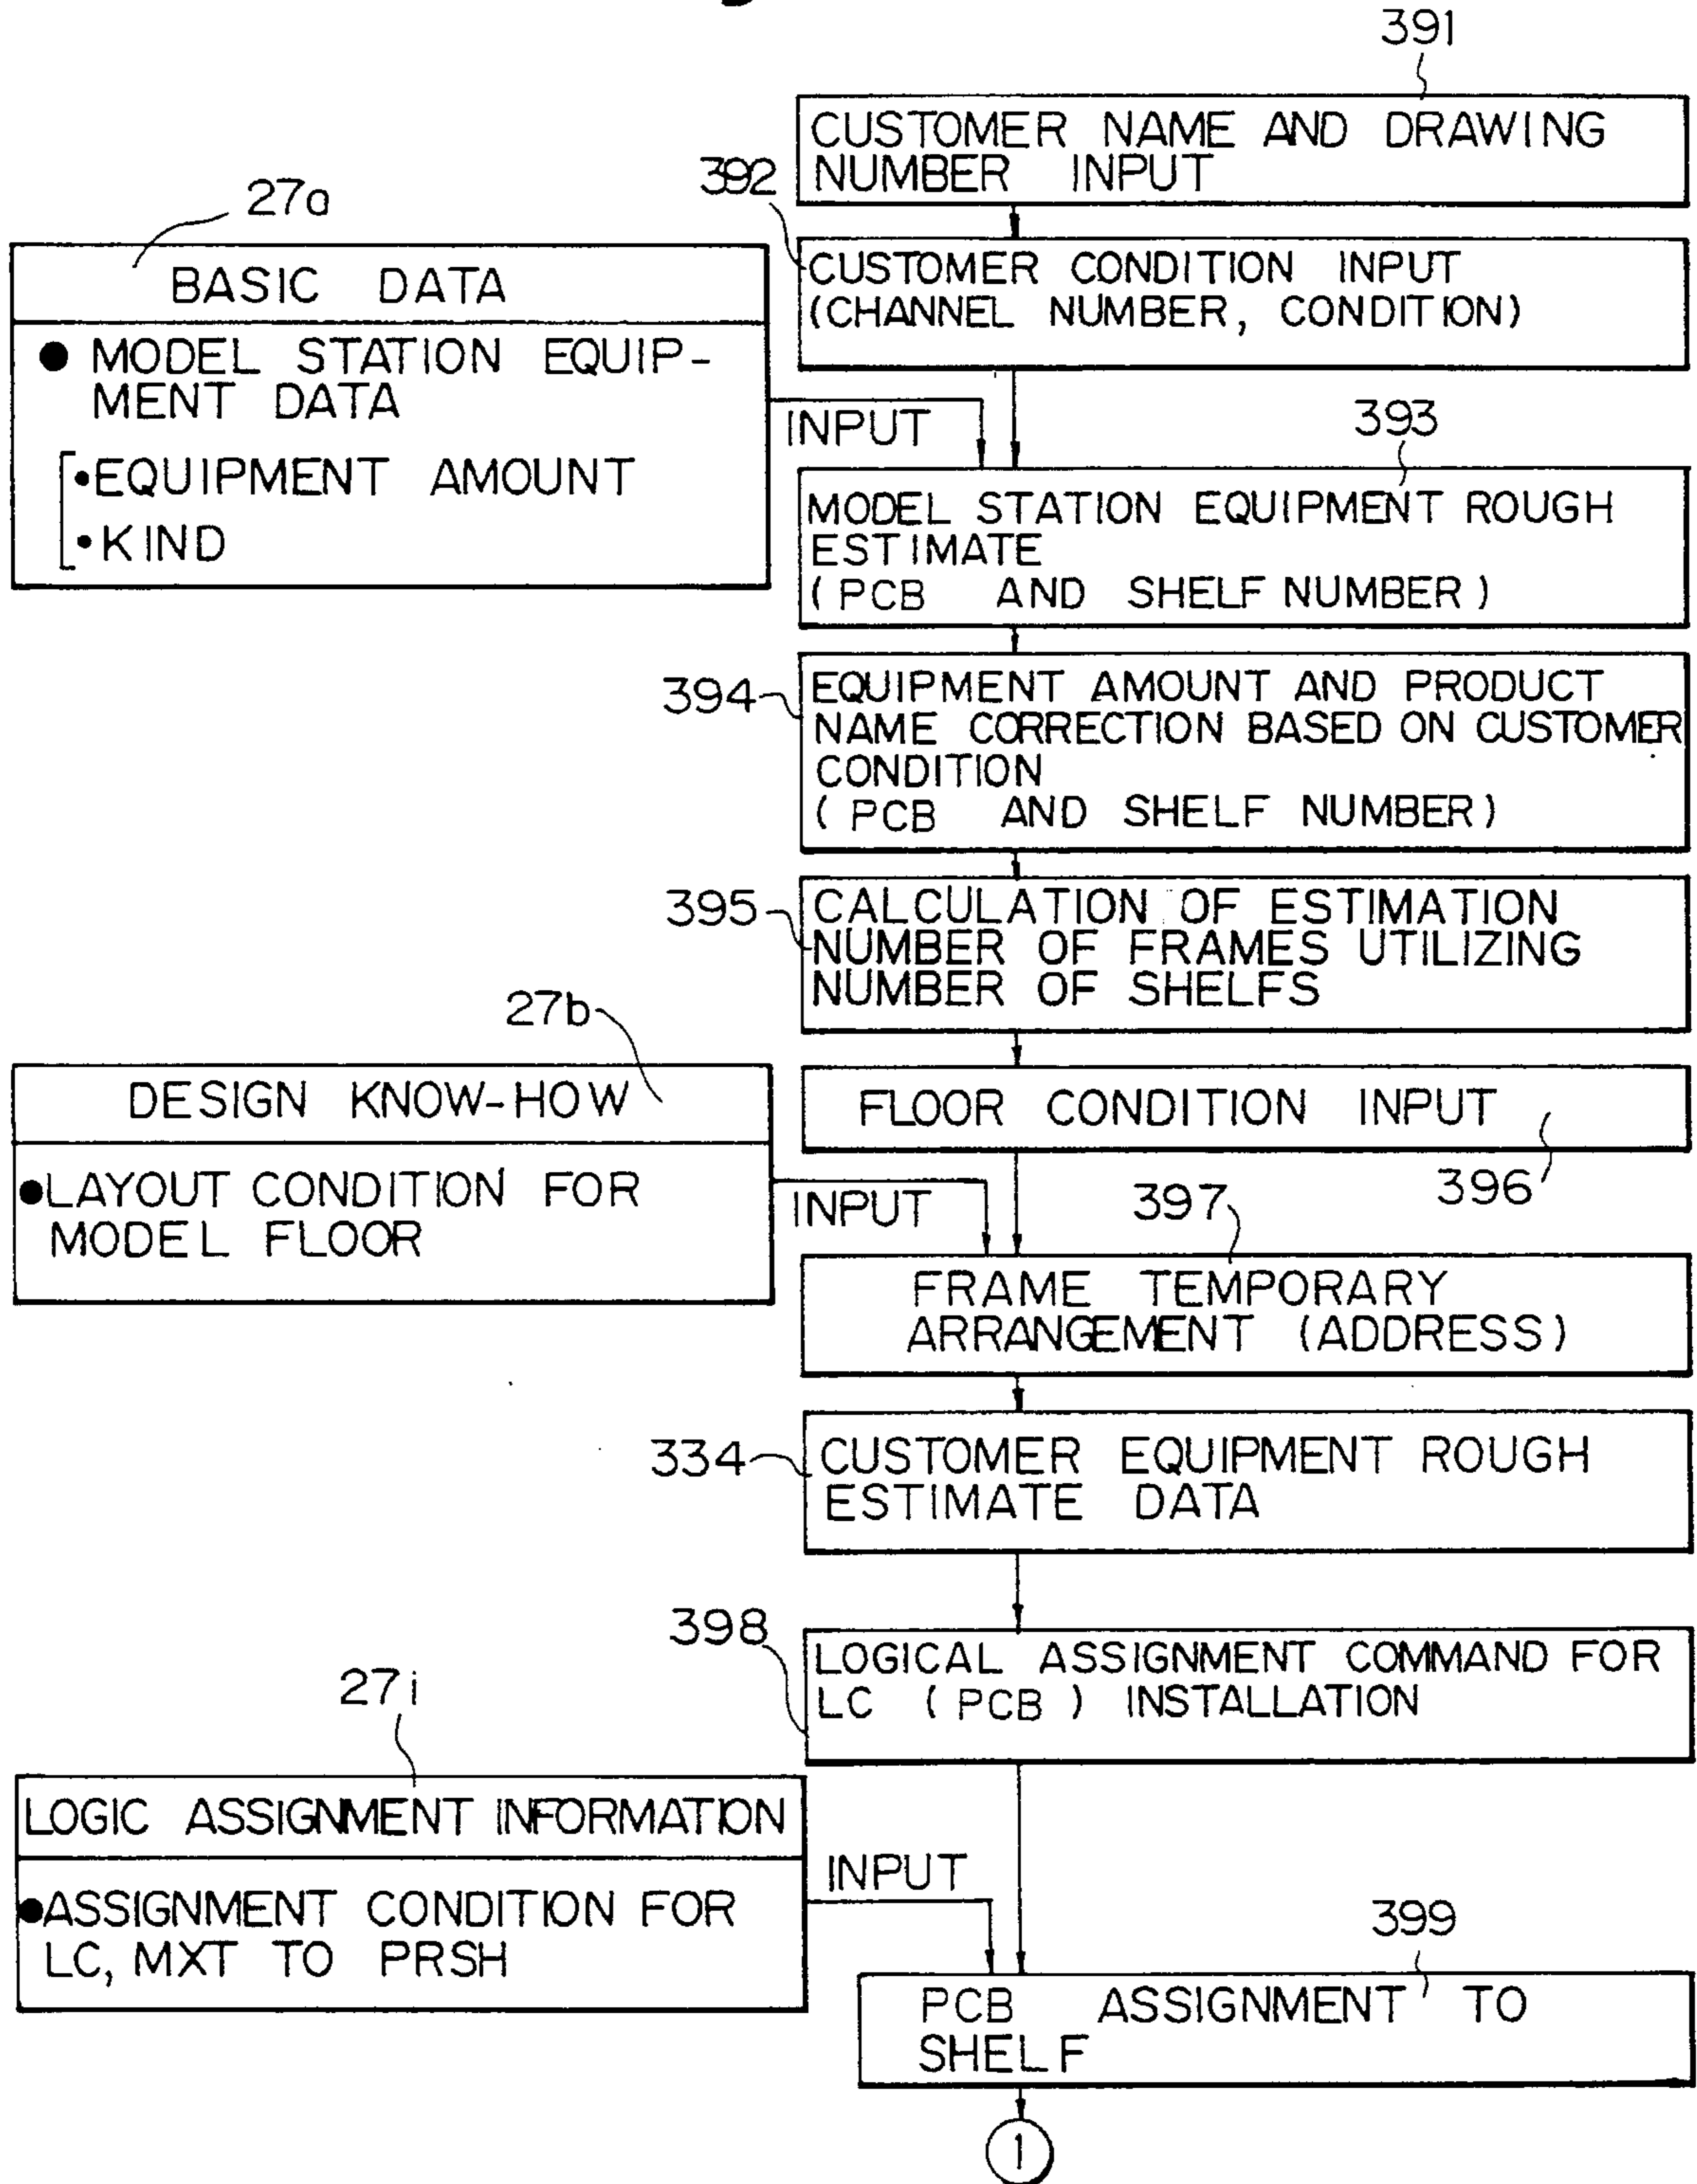 391
CUSTOMER NAME AND DRAWING
NUMBER INPUT
392
27a
CUSTOMER CONDITION INPUT
(CHANNEL NUMBER, CONDITION)
BASIC DATA
● MODEL STATION EQUIP-
MENT DATA
•EQUIPMENT AMOUNT
•KIND
INPUT
393
MODEL STATION EQUIPMENT ROUGH
ESTIMATE
(PCB AND SHELF NUMBER)
394
EQUIPMENT AMOUNT AND PRODUCT
NAME CORRECTION BASED ON CUSTOMER
CONDITION
(PCB AND SHELF NUMBER)
395
CALCULATION OF ESTIMATION
NUMBER OF FRAMES UTILIZING
NUMBER OF SHELFS
27b
DESIGN KNOW-HOW
●LAYOUT CONDITION FOR
MODEL FLOOR
FLOOR CONDITION INPUT
396
INPUT
397
FRAME TEMPORARY
ARRANGEMENT (ADDRESS)
334
CUSTOMER EQUIPMENT ROUGH
ESTIMATE DATA
398
LOGICAL ASSIGNMENT COMMAND FOR
LC (PCB) INSTALLATION
27i
LOGIC ASSIGNMENT INFORMATION
●ASSIGNMENT CONDITION FOR
LC, MXT TO PRSH
INPUT
399
PCB ASSIGNMENT TO
SHELF
1